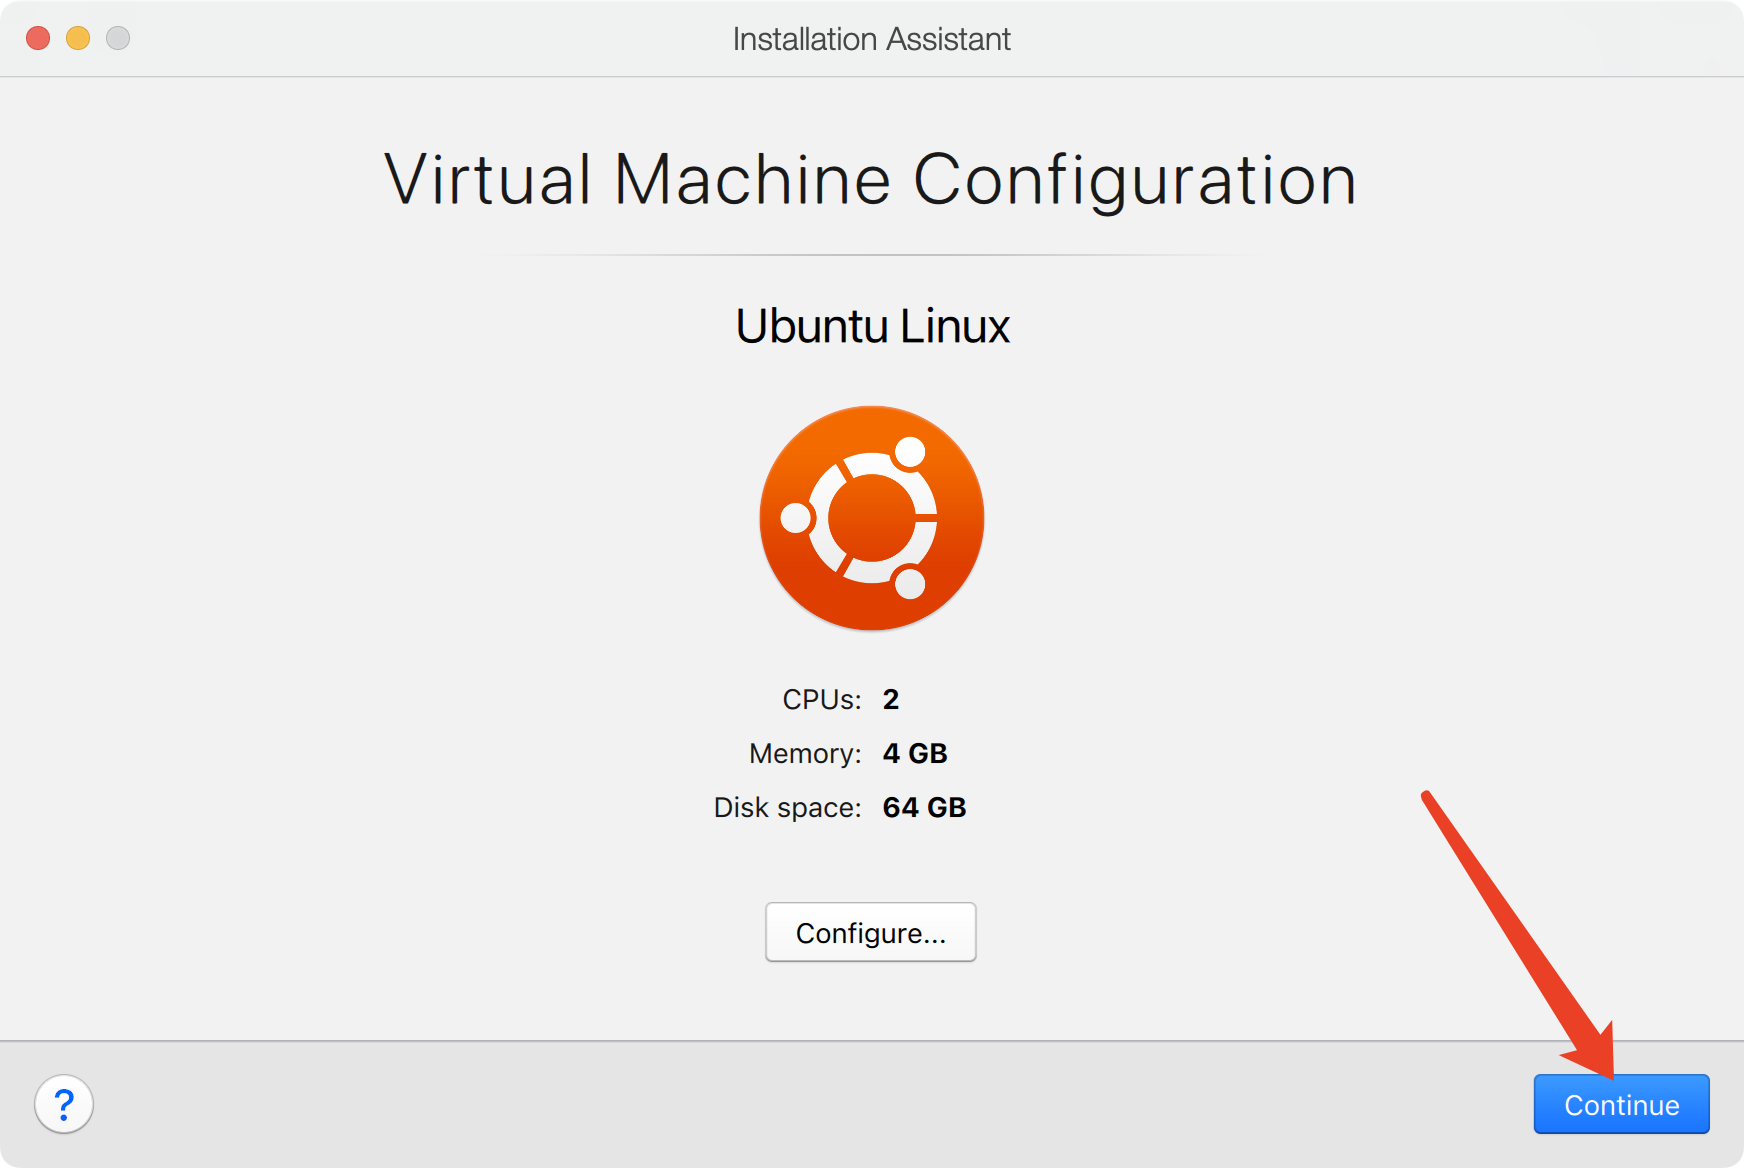 Installation Assistant
Virtual Machine Configuration
Ubuntu Linux
CPUs: 2
Memory: 4 GB
Disk space: 64 GB
Configure...
?
Continue